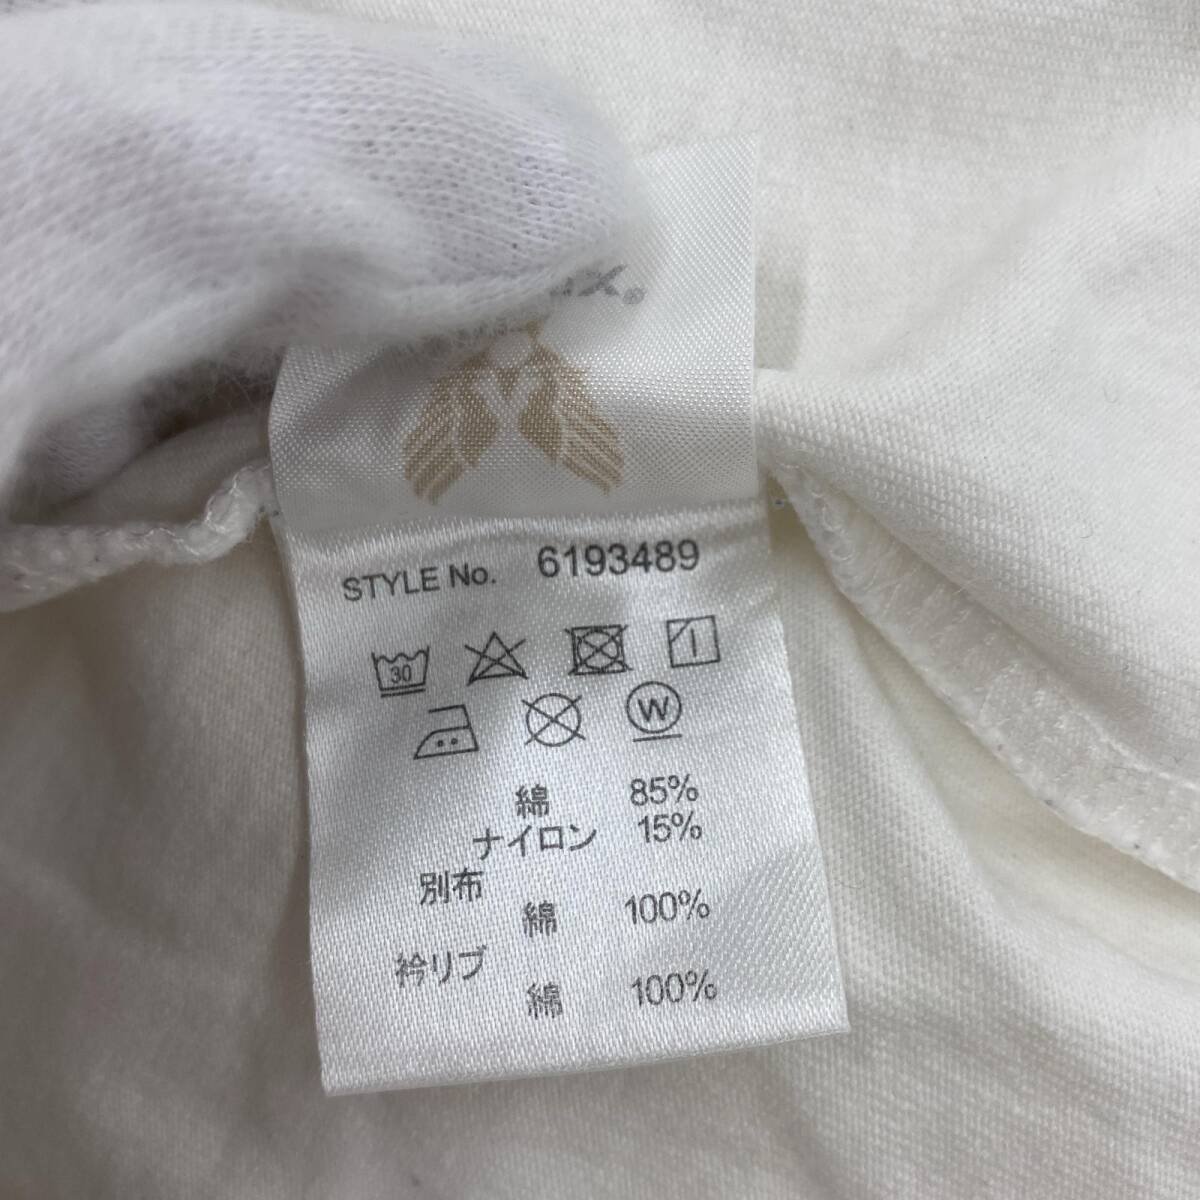 STYLE No. 6193489
30
W
綿 85%
ナイロン 15%
別布
綿 100%
衿リブ
綿 100%